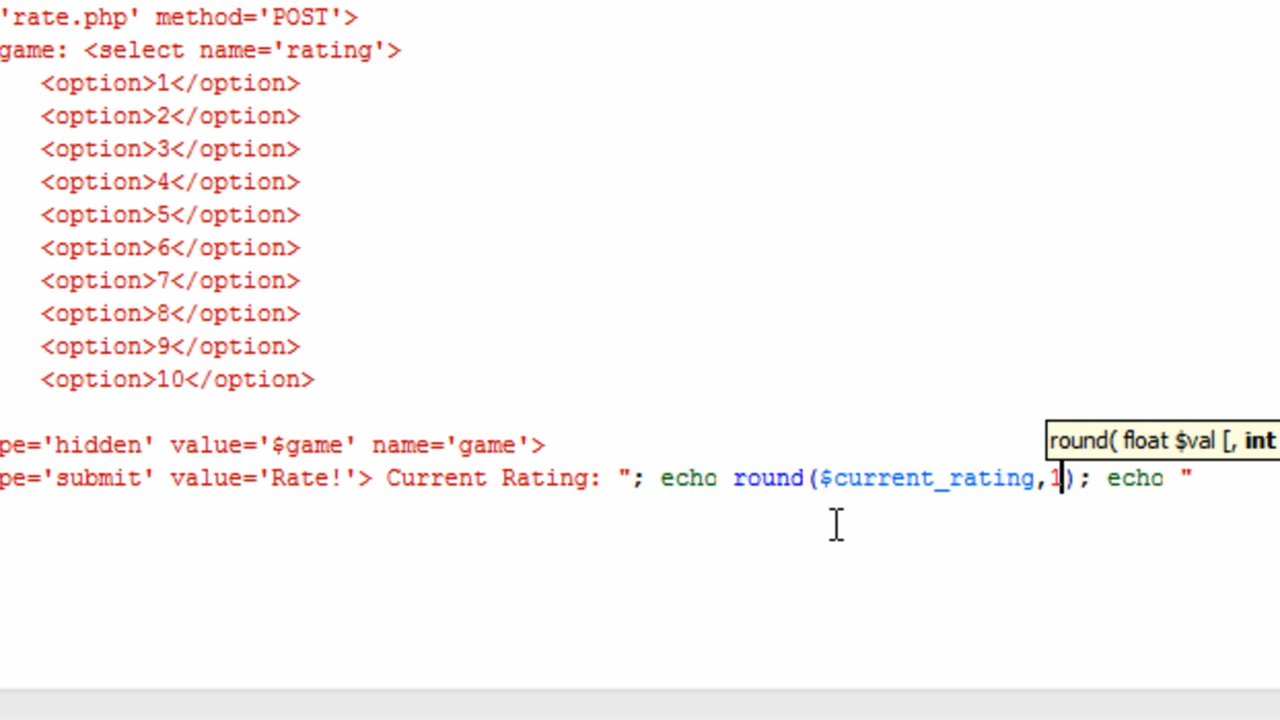 'rate.php' method='POST'>
game: <select name='rating'>
<option>1</option>
<option>2</option>
<option>3</option>
<option>4</option>
<option>5</option>
<option>6</option>
<option>7</option>
<option>8</option>
<option>9</option>
<option>10</option>
round( float $val [, int
pe='hidden' value='$game' name='game'>
pe='submit' value='Rate!'> Current Rating: "; echo round($current_rating,1); echo "